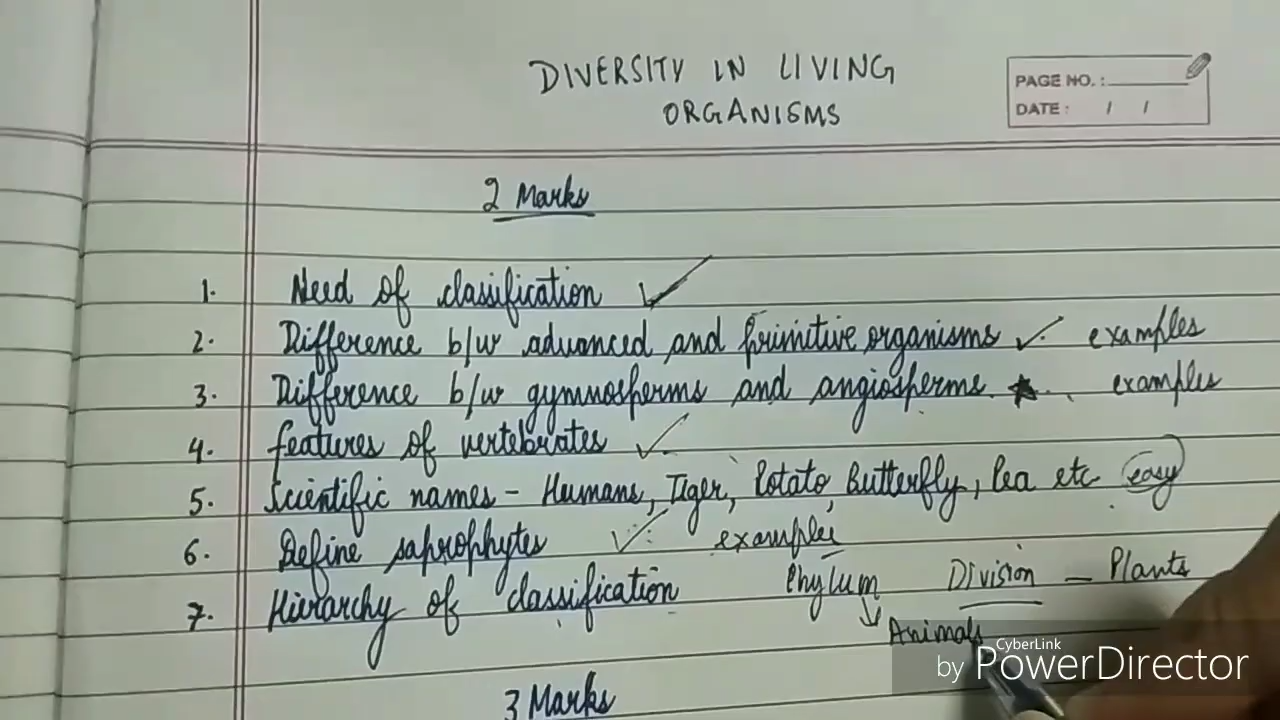 DIVERSITY IN LIVING
ORGANISMS
PAGE NO. :
DATE : / /
2 Marks
1. Need of classification
2. Difference b/w advanced and primitive organisms examples
3. Difference b/w gymnosperms and angiosperms. examples
4. features of vertebrates
5. Scientific names - Humans, Tiger, Potato, Butterfly, Pea etc (easy)
6. Define saprophytes examples
7. Hierarchy of classification Phylum Division - Plants
Animals
3 Marks
CyberLink
by PowerDirector